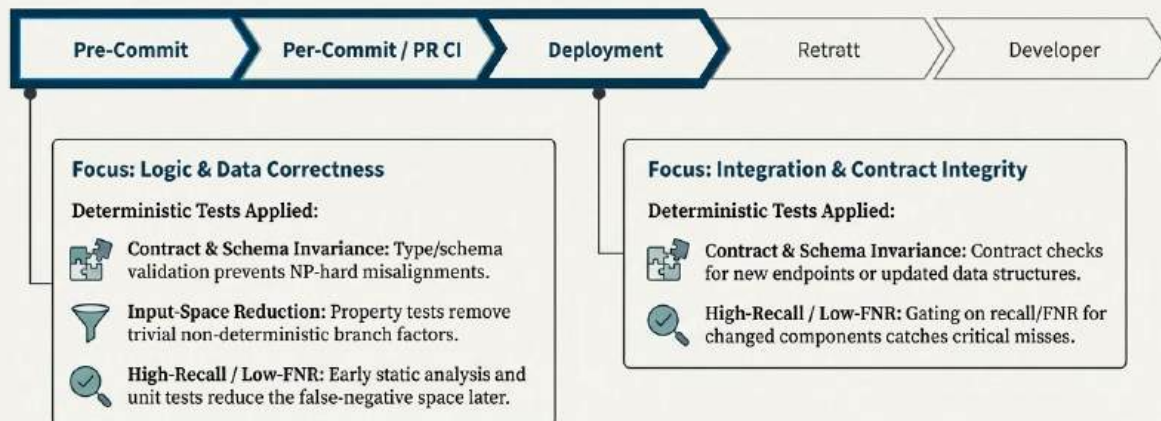 Pre-Commit
Per-Commit / PR CI
Deployment
Retratt
Developer
Focus: Logic & Data Correctness
Deterministic Tests Applied:
Contract & Schema Invariance: Type/schema
validation prevents NP-hard misalignments.
Input-Space Reduction: Property tests remove
trivial non-deterministic branch factors.
High-Recall / Low-FNR: Early static analysis and
unit tests reduce the false-negative space later.
Focus: Integration & Contract Integrity
Deterministic Tests Applied:
Contract & Schema Invariance: Contract checks
for new endpoints or updated data structures.
High-Recall / Low-FNR: Gating on recall/FNR for
changed components catches critical misses.